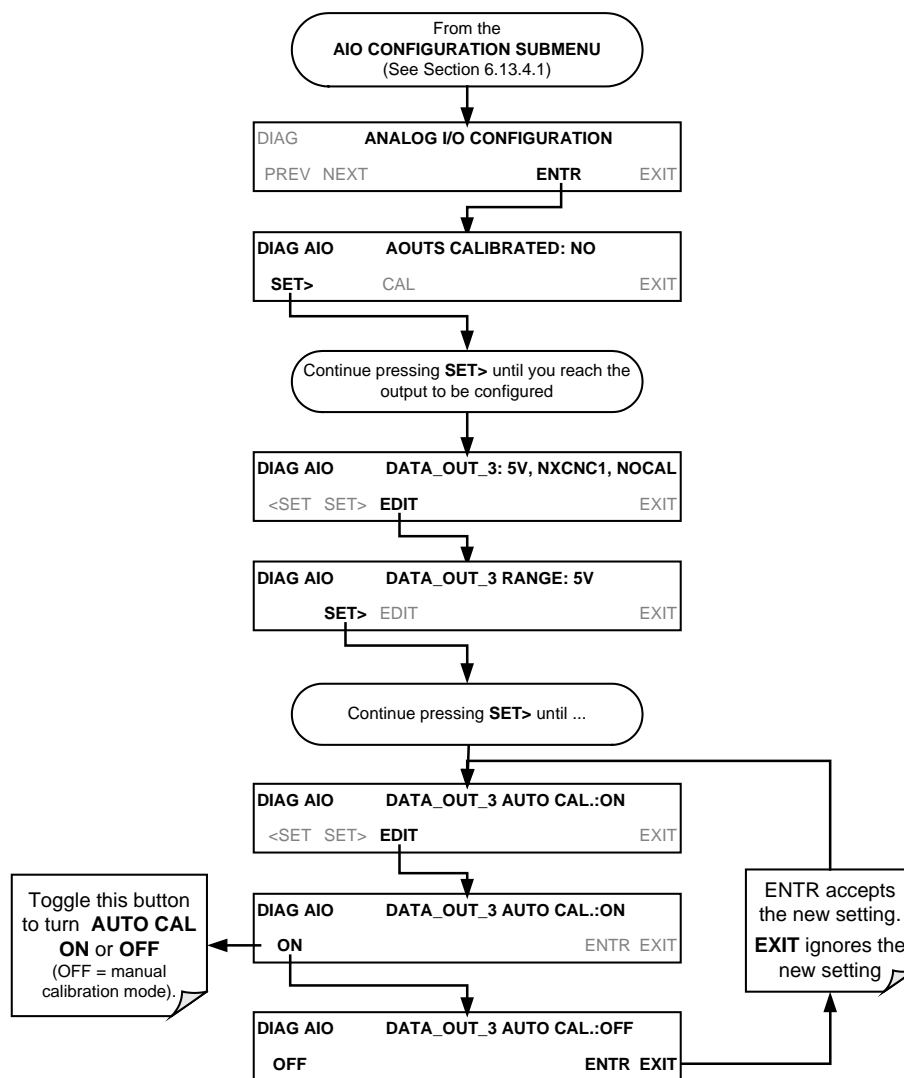 From the
AIO CONFIGURATION SUBMENU
(See Section 6.13.4.1)
DIAG ANALOG I/O CONFIGURATION
PREV NEXT ENTR EXIT
DIAG AIO AOUTS CALIBRATED: NO
SET> CAL EXIT
Continue pressing SET> until you reach the
output to be configured
DIAG AIO DATA_OUT_3: 5V, NXCNC1, NOCAL
<SET SET> EDIT EXIT
DIAG AIO DATA_OUT_3 RANGE: 5V
SET> EDIT EXIT
Continue pressing SET> until ...
DIAG AIO DATA_OUT_3 AUTO CAL.:ON
<SET SET> EDIT EXIT
Toggle this button
to turn AUTO CAL
ON or OFF
(OFF = manual
calibration mode).
DIAG AIO DATA_OUT_3 AUTO CAL.:ON
ON ENTR EXIT
ENTR accepts
the new setting.
EXIT ignores the
new setting
DIAG AIO DATA_OUT_3 AUTO CAL.:OFF
OFF ENTR EXIT